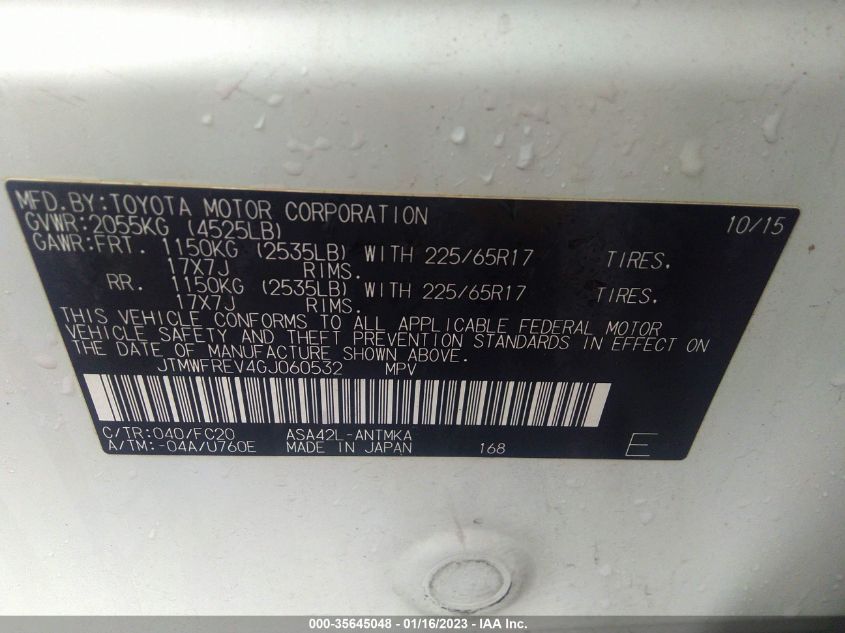 MFD.BY:TOYOTA MOTOR CORPORATION 10/15
GVWR:2055KG (4525LB)
GAWR:FRT. 1150KG (2535LB) WITH 225/65R17 TIRES.
17X7J RIMS.
RR. 1150KG (2535LB) WITH 225/65R17 TIRES.
17X7J RIMS.
THIS VEHICLE CONFORMS TO ALL APPLICABLE FEDERAL MOTOR
VEHICLE SAFETY AND THEFT PREVENTION STANDARDS IN EFFECT ON
THE DATE OF MANUFACTURE SHOWN ABOVE.
JTMWFREV4GJ060532 MPV
C/TR:040/FC20 ASA42L-ANTMKA
A/TM:-04A/U760E MADE IN JAPAN 168 E
000-35645048 - 01/16/2023 - IAA Inc.